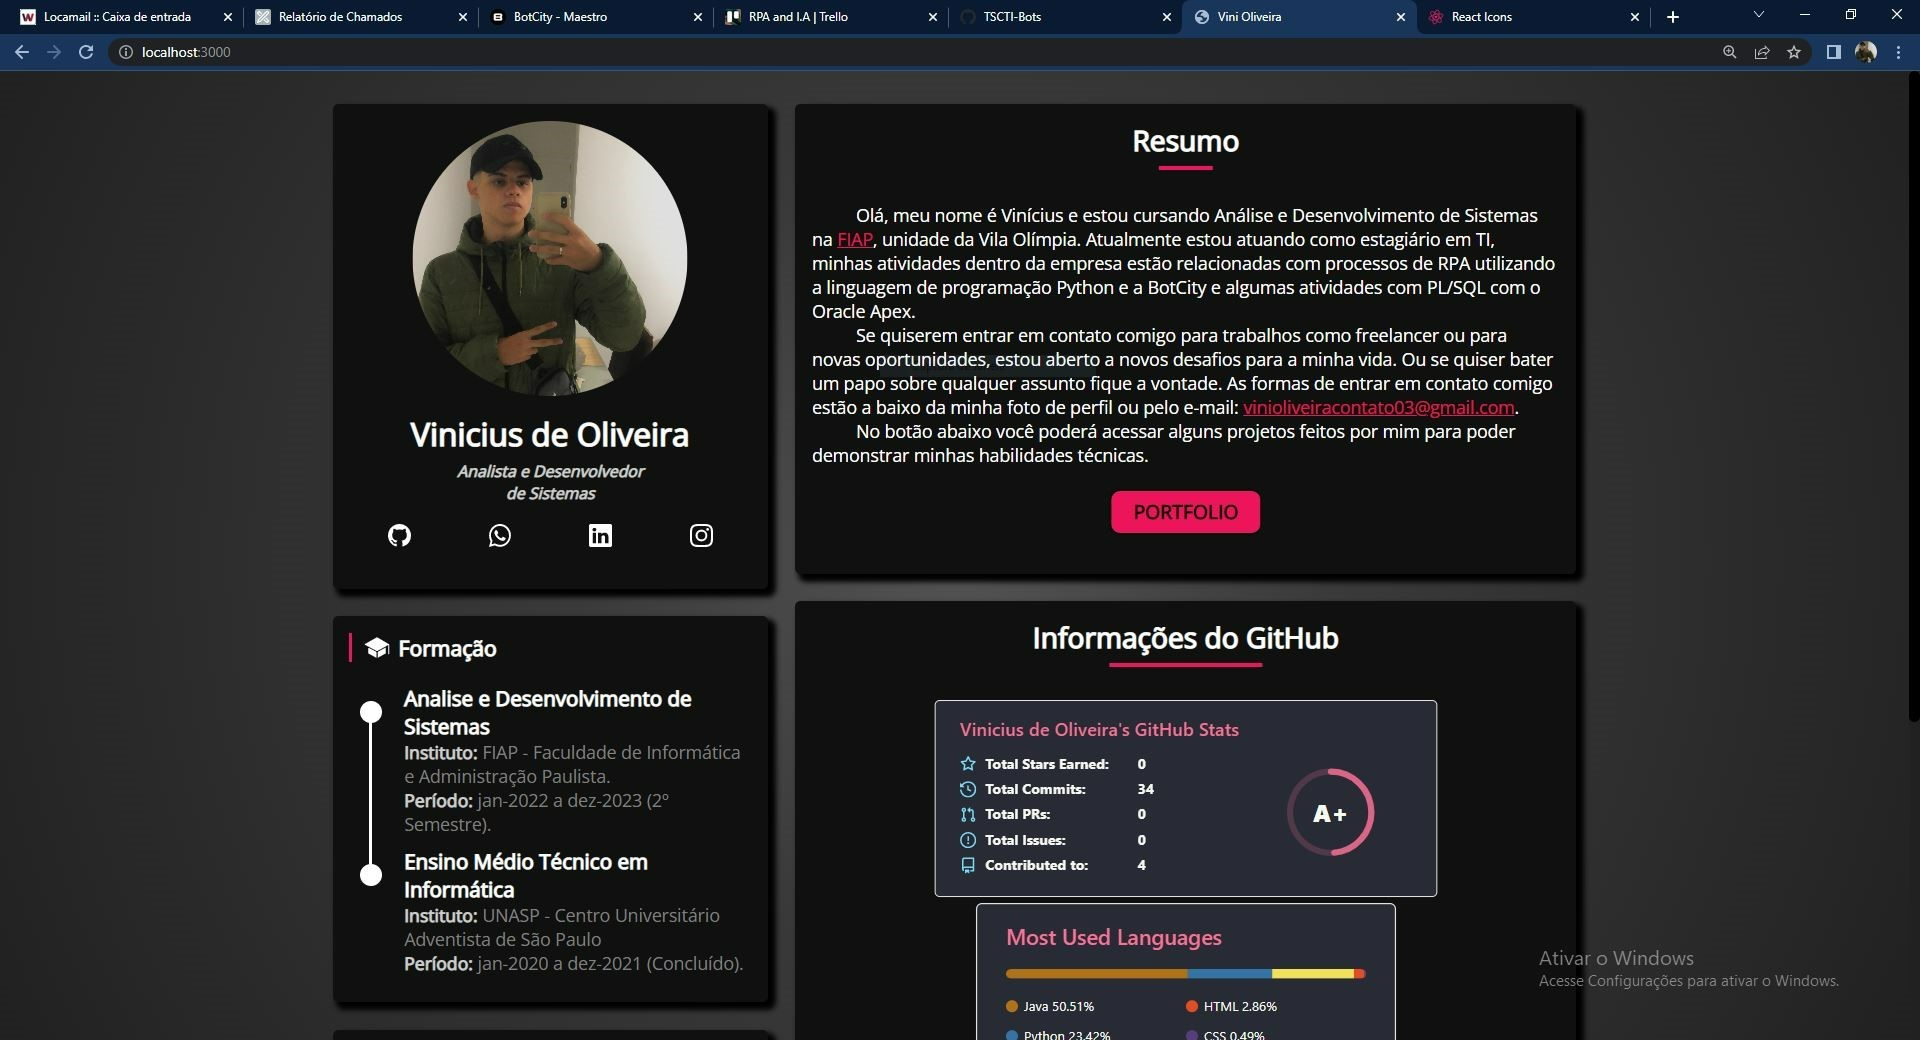 Locamail :: Caixa de entrada
Relatório de Chamados
BotCity - Maestro
RPA and I.A | Trello
TSCTI-Bots
Vini Oliveira
React Icons
localhost:3000
Vinicius de Oliveira
Analista e Desenvolvedor
de Sistemas
Formação
Analise e Desenvolvimento de
Sistemas
Instituto: FIAP - Faculdade de Informática
e Administração Paulista.
Período: jan-2022 a dez-2023 (2º
Semestre).
Ensino Médio Técnico em
Informática
Instituto: UNASP - Centro Universitário
Adventista de São Paulo
Período: jan-2020 a dez-2021 (Concluído).
Resumo
Olá, meu nome é Vinícius e estou cursando Análise e Desenvolvimento de Sistemas
na FIAP, unidade da Vila Olímpia. Atualmente estou atuando como estagiário em TI,
minhas atividades dentro da empresa estão relacionadas com processos de RPA utilizando
a linguagem de programação Python e a BotCity e algumas atividades com PL/SQL com o
Oracle Apex.
Se quiserem entrar em contato comigo para trabalhos como freelancer ou para
novas oportunidades, estou aberto a novos desafios para a minha vida. Ou se quiser bater
um papo sobre qualquer assunto fique a vontade. As formas de entrar em contato comigo
estão a baixo da minha foto de perfil ou pelo e-mail: vinioliveiracontato03@gmail.com.
No botão abaixo você poderá acessar alguns projetos feitos por mim para poder
demonstrar minhas habilidades técnicas.
PORTFOLIO
Informações do GitHub
Vinicius de Oliveira's GitHub Stats
Total Stars Earned: 0
Total Commits: 34
Total PRs: 0
Total Issues: 0
Contributed to: 4
A+
Most Used Languages
Java 50.51%
HTML 2.86%
Python 23.42%
CSS 0.49%
Ativar o Windows
Acesse Configurações para ativar o Windows.